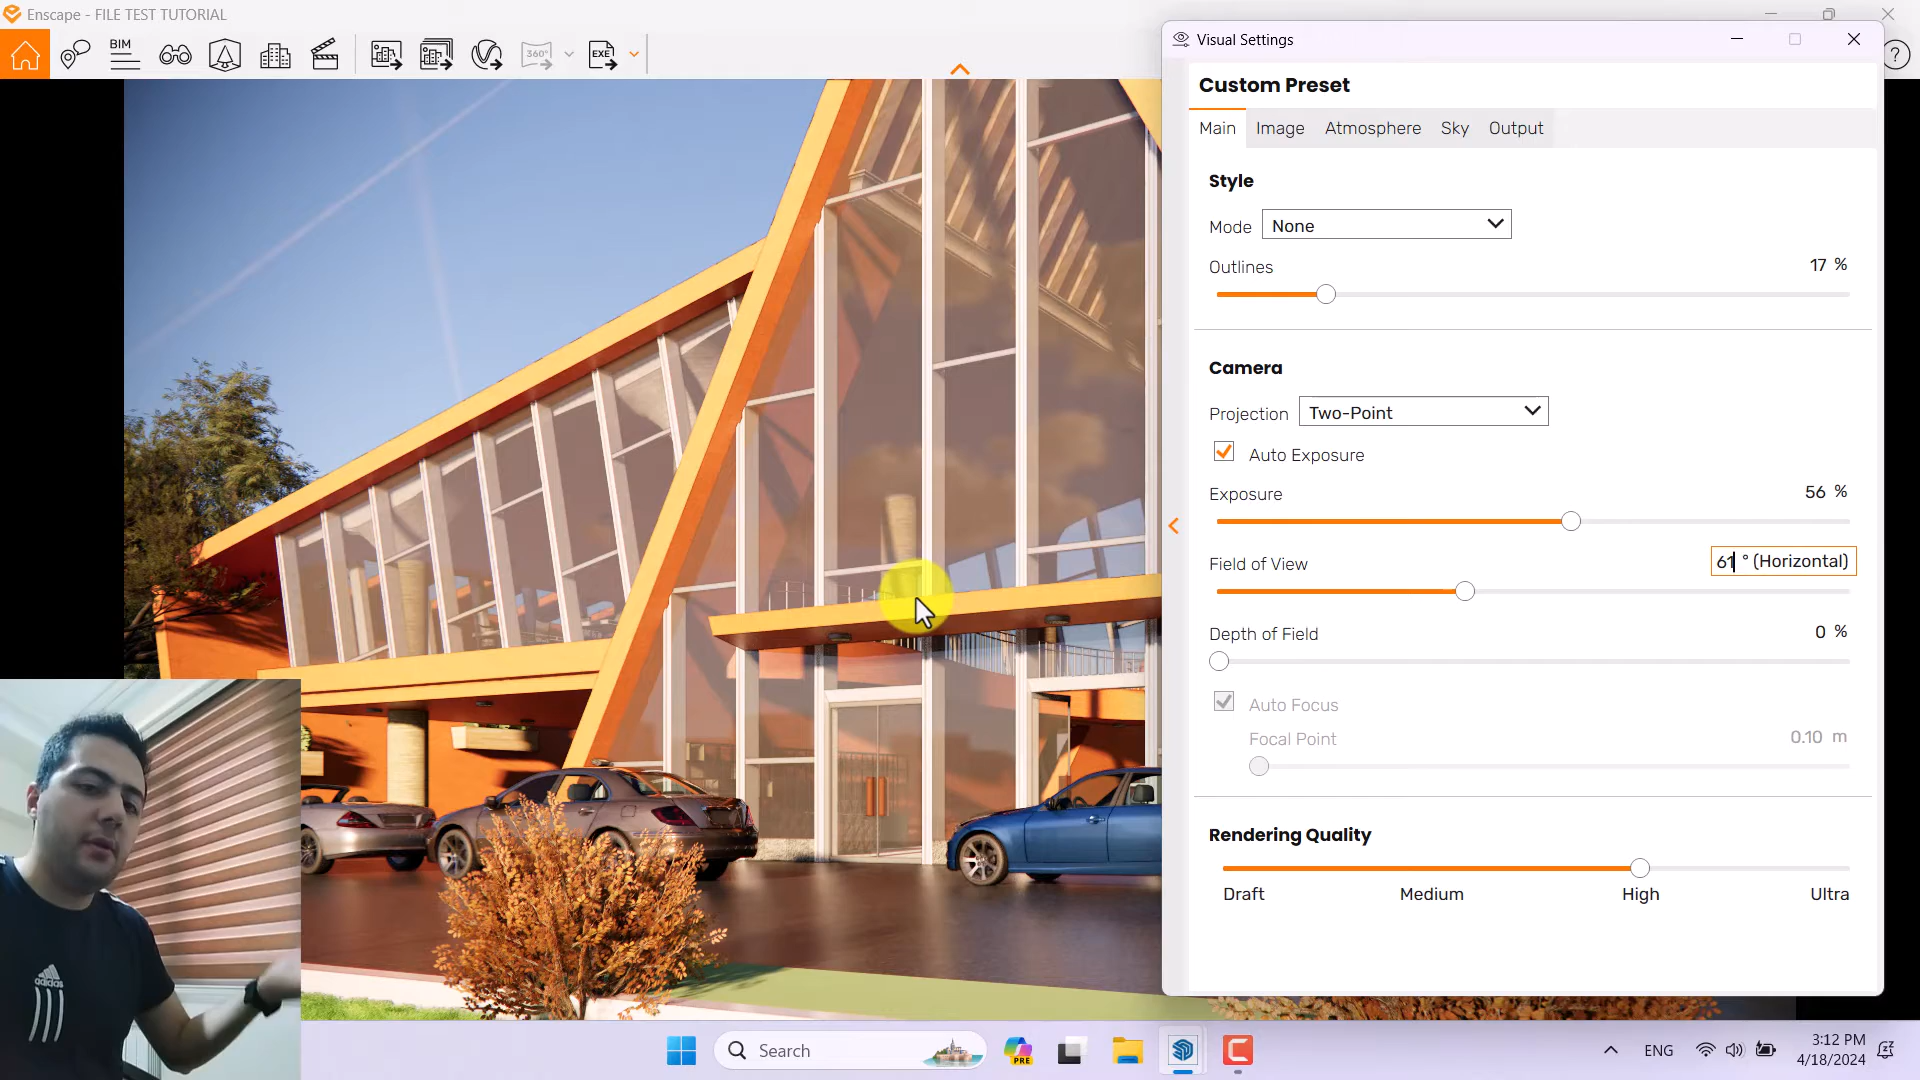 Enscape - FILE TEST TUTORIAL
BIM
360°
EXE
?
Visual Settings
Custom Preset
Main Image Atmosphere Sky Output
Style
Mode None
Outlines 17 %
Camera
Projection Two-Point
Auto Exposure
Exposure 56 %
Field of View 61 ° (Horizontal)
Depth of Field 0 %
Auto Focus
Focal Point 0.10 m
Rendering Quality
Draft Medium High Ultra
adidas
Search
PRE
ENG
3:12 PM
4/18/2024